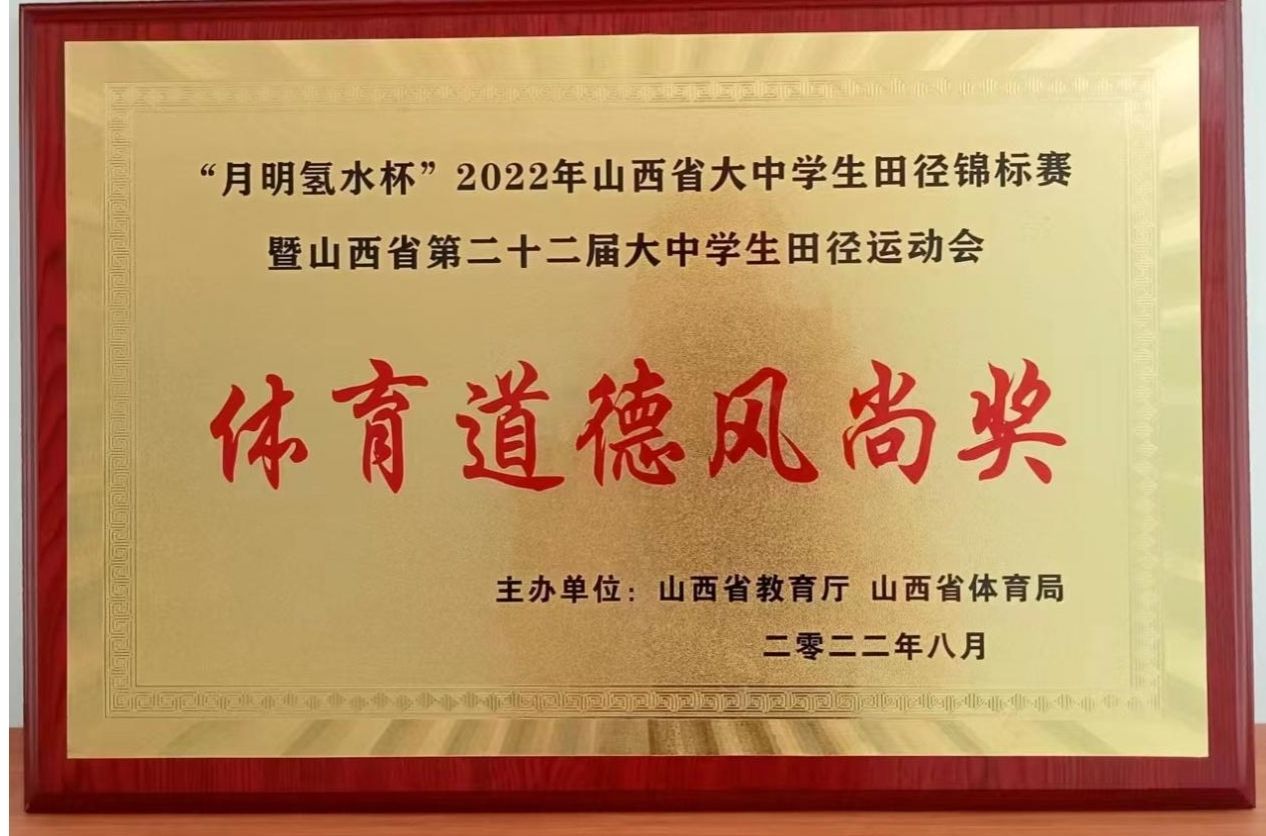 “月明氢水杯”2022年山西省大中学生田径锦标赛
暨山西省第二十二届大中学生田径运动会
体育道德风尚奖
主办单位：山西省教育厅 山西省体育局
二零二二年八月